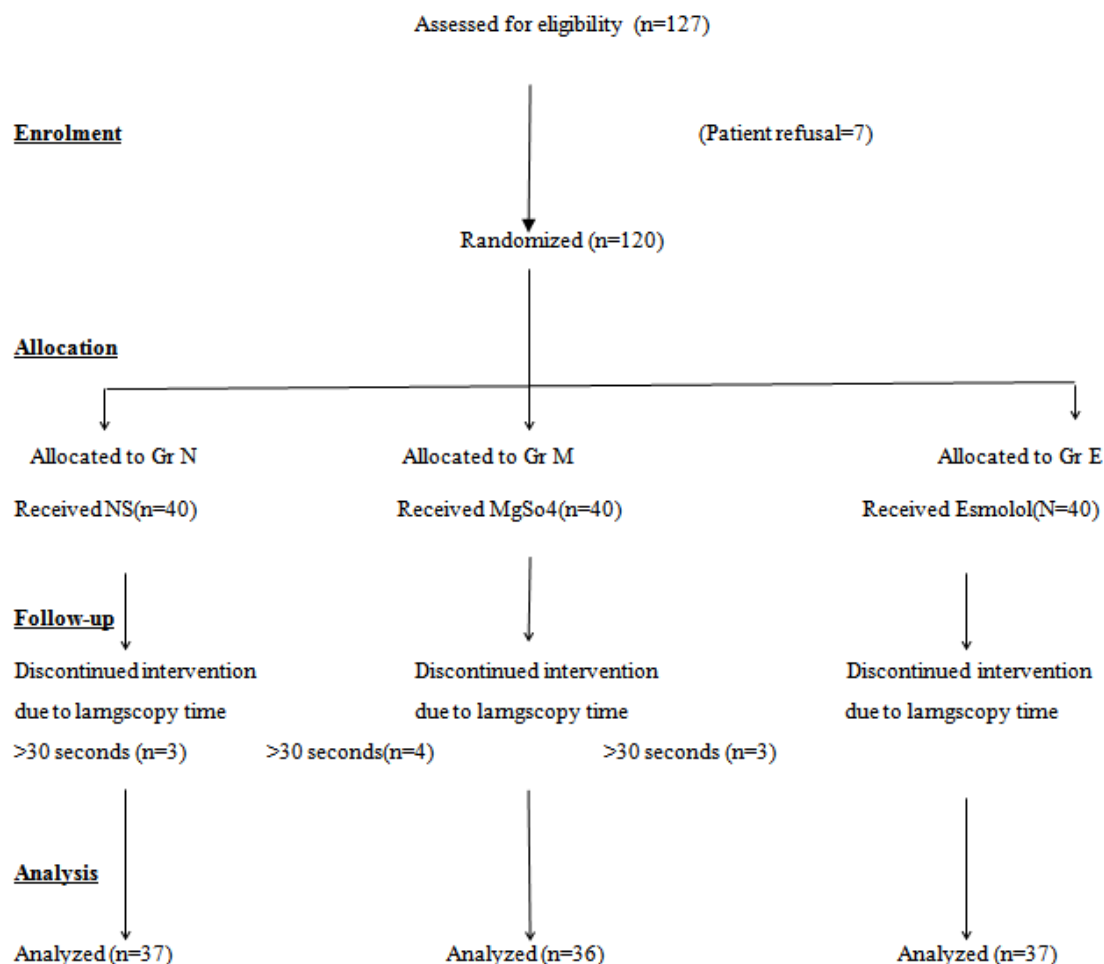 Assessed for eligibility (n=127)
Enrolment (Patient refusal=7)
Randomized (n=120)
Allocation
Allocated to Gr N Allocated to Gr M Allocated to Gr E
Received NS(n=40) Received MgSo4(n=40) Received Esmolol(N=40)
Follow-up
Discontinued intervention Discontinued intervention Discontinued intervention
due to larngscopy time due to larngscopy time due to larngscopy time
>30 seconds (n=3) >30 seconds(n=4) >30 seconds (n=3)
Analysis
Analyzed (n=37) Analyzed (n=36) Analyzed (n=37)